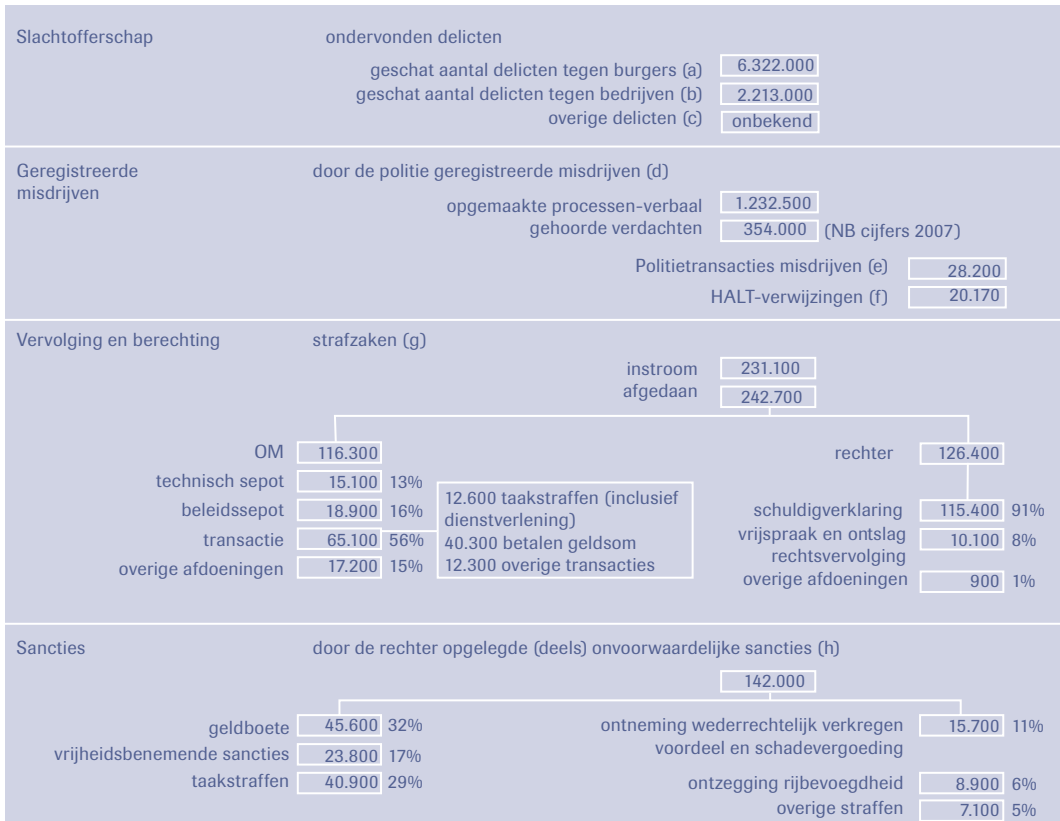 Slachtofferschap ondervonden delicten
geschat aantal delicten tegen burgers (a) 6.322.000
geschat aantal delicten tegen bedrijven (b) 2.213.000
overige delicten (c) onbekend
Geregistreerde misdrijven door de politie geregistreerde misdrijven (d)
opgemaakte processen-verbaal 1.232.500
gehoorde verdachten 354.000 (NB cijfers 2007)
Politietransacties misdrijven (e) 28.200
HALT-verwijzingen (f) 20.170
Vervolging en berechting strafzaken (g)
instroom 231.100
afgedaan 242.700
OM 116.300
technisch sepot 15.100 13%
beleidssepot 18.900 16%
transactie 65.100 56%
overige afdoeningen 17.200 15%
12.600 taakstraffen (inclusief
dienstverlening)
40.300 betalen geldsom
12.300 overige transacties
rechter 126.400
schuldigverklaring 115.400 91%
vrijspraak en ontslag 10.100 8%
rechtsvervolging
overige afdoeningen 900 1%
Sancties door de rechter opgelegde (deels) onvoorwaardelijke sancties (h)
142.000
geldboete 45.600 32%
vrijheidsbenemende sancties 23.800 17%
taakstraffen 40.900 29%
ontneming wederrechtelijk verkregen 15.700 11%
voordeel en schadevergoeding
ontzegging rijbevoegdheid 8.900 6%
overige straffen 7.100 5%